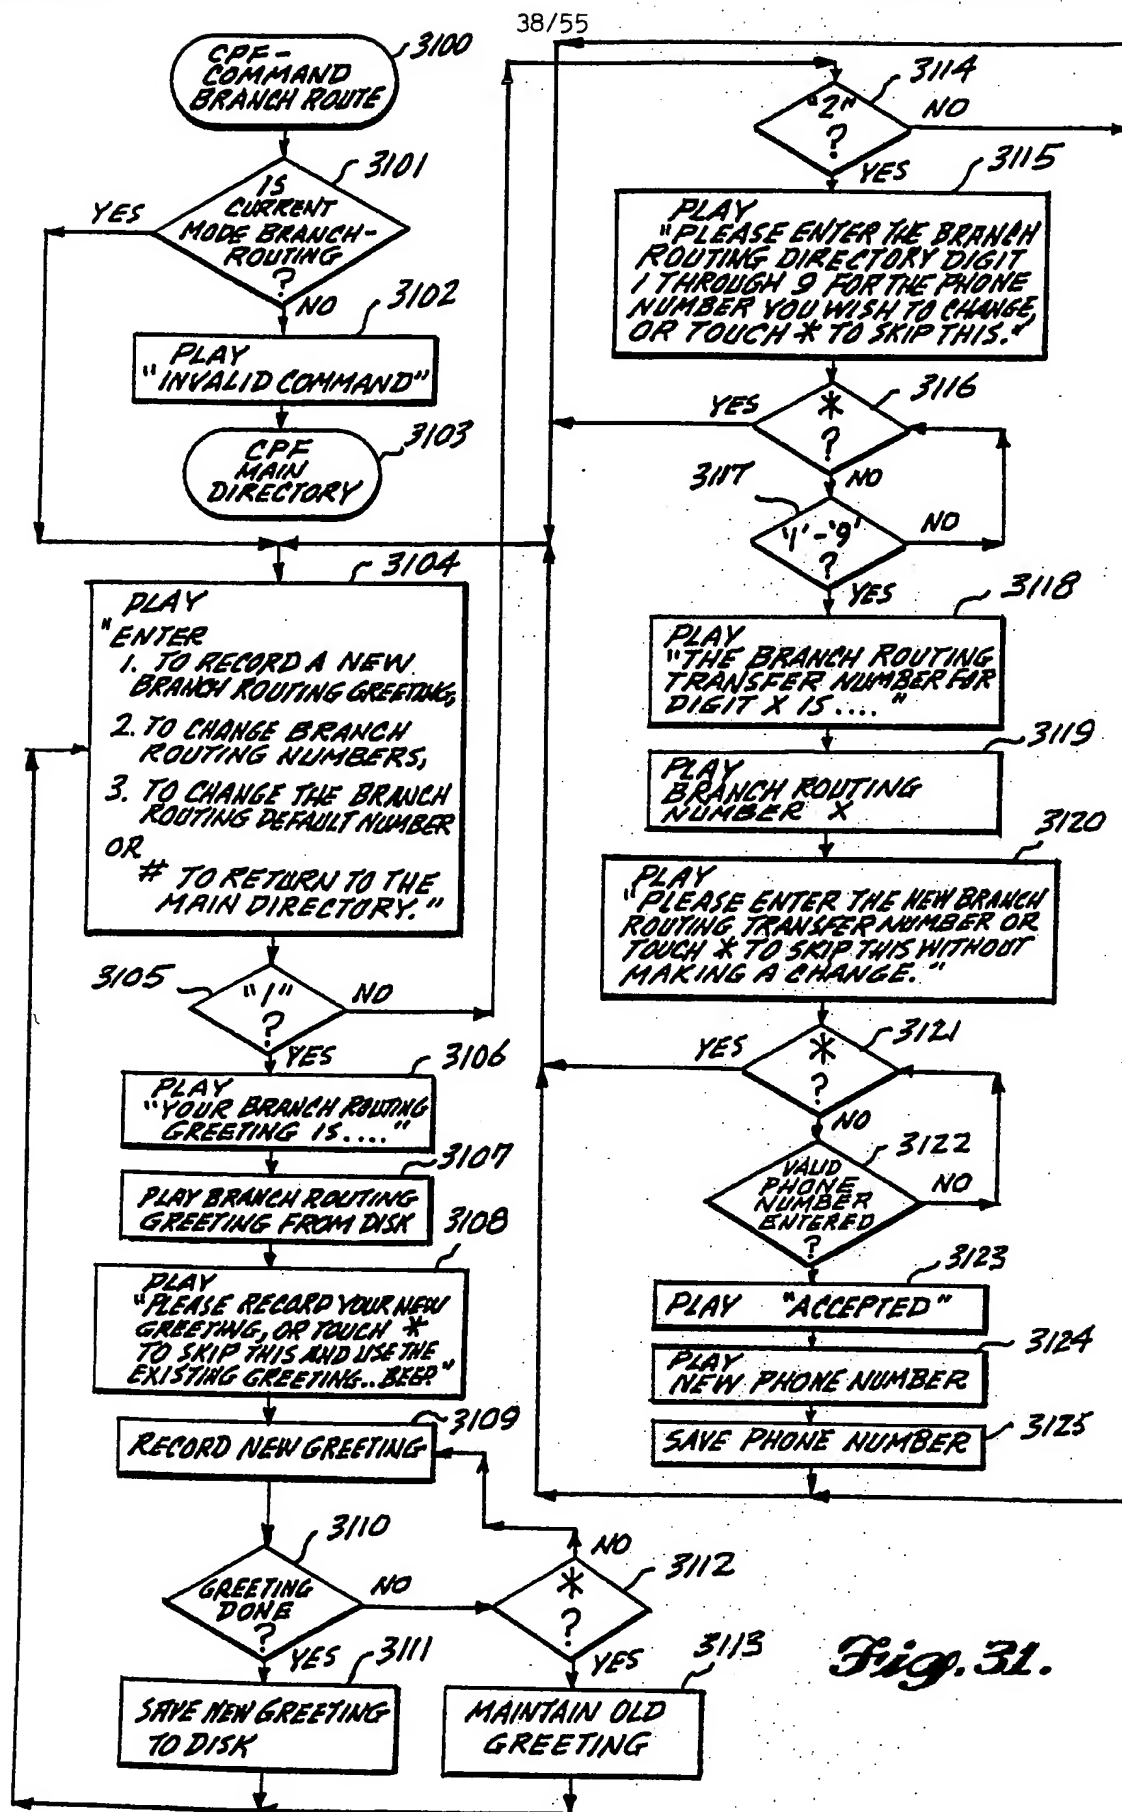 38/55
CPF-
COMMAND
BRANCH ROUTE
3100
IS
CURRENT
MODE BRANCH-
ROUTING
?
3101
YES
NO
3102
PLAY
"INVALID COMMAND"
3103
CPF
MAIN
DIRECTORY
3104
PLAY
"ENTER
1. TO RECORD A NEW
BRANCH ROUTING GREETING,
2. TO CHANGE BRANCH
ROUTING NUMBERS,
3. TO CHANGE THE BRANCH
ROUTING DEFAULT NUMBER
OR
# TO RETURN TO THE
MAIN DIRECTORY."
3105
"1"
?
NO
YES
3106
PLAY
"YOUR BRANCH ROUTING
GREETING IS...."
3107
PLAY BRANCH ROUTING
GREETING FROM DISK
3108
PLAY
"PLEASE RECORD YOUR NEW
GREETING, OR TOUCH *
TO SKIP THIS AND USE THE
EXISTING GREETING..BEEP."
3109
RECORD NEW GREETING
3110
GREETING
DONE
?
NO
YES
3111
SAVE NEW GREETING
TO DISK
3112
*
?
NO
YES
3113
MAINTAIN OLD
GREETING
3114
"2"
?
NO
YES
3115
PLAY
"PLEASE ENTER THE BRANCH
ROUTING DIRECTORY DIGIT
1 THROUGH 9 FOR THE PHONE
NUMBER YOU WISH TO CHANGE,
OR TOUCH * TO SKIP THIS."
3116
*
?
YES
NO
3117
'1'-'9'
?
NO
YES
3118
PLAY
"THE BRANCH ROUTING
TRANSFER NUMBER FOR
DIGIT X IS...."
3119
PLAY
BRANCH ROUTING
NUMBER X
3120
PLAY
"PLEASE ENTER THE NEW BRANCH
ROUTING TRANSFER NUMBER OR
TOUCH * TO SKIP THIS WITHOUT
MAKING A CHANGE."
3121
*
?
YES
NO
3122
VALID
PHONE
NUMBER
ENTERED
?
NO
3123
PLAY "ACCEPTED"
3124
PLAY
NEW PHONE NUMBER
3125
SAVE PHONE NUMBER
Fig. 31.